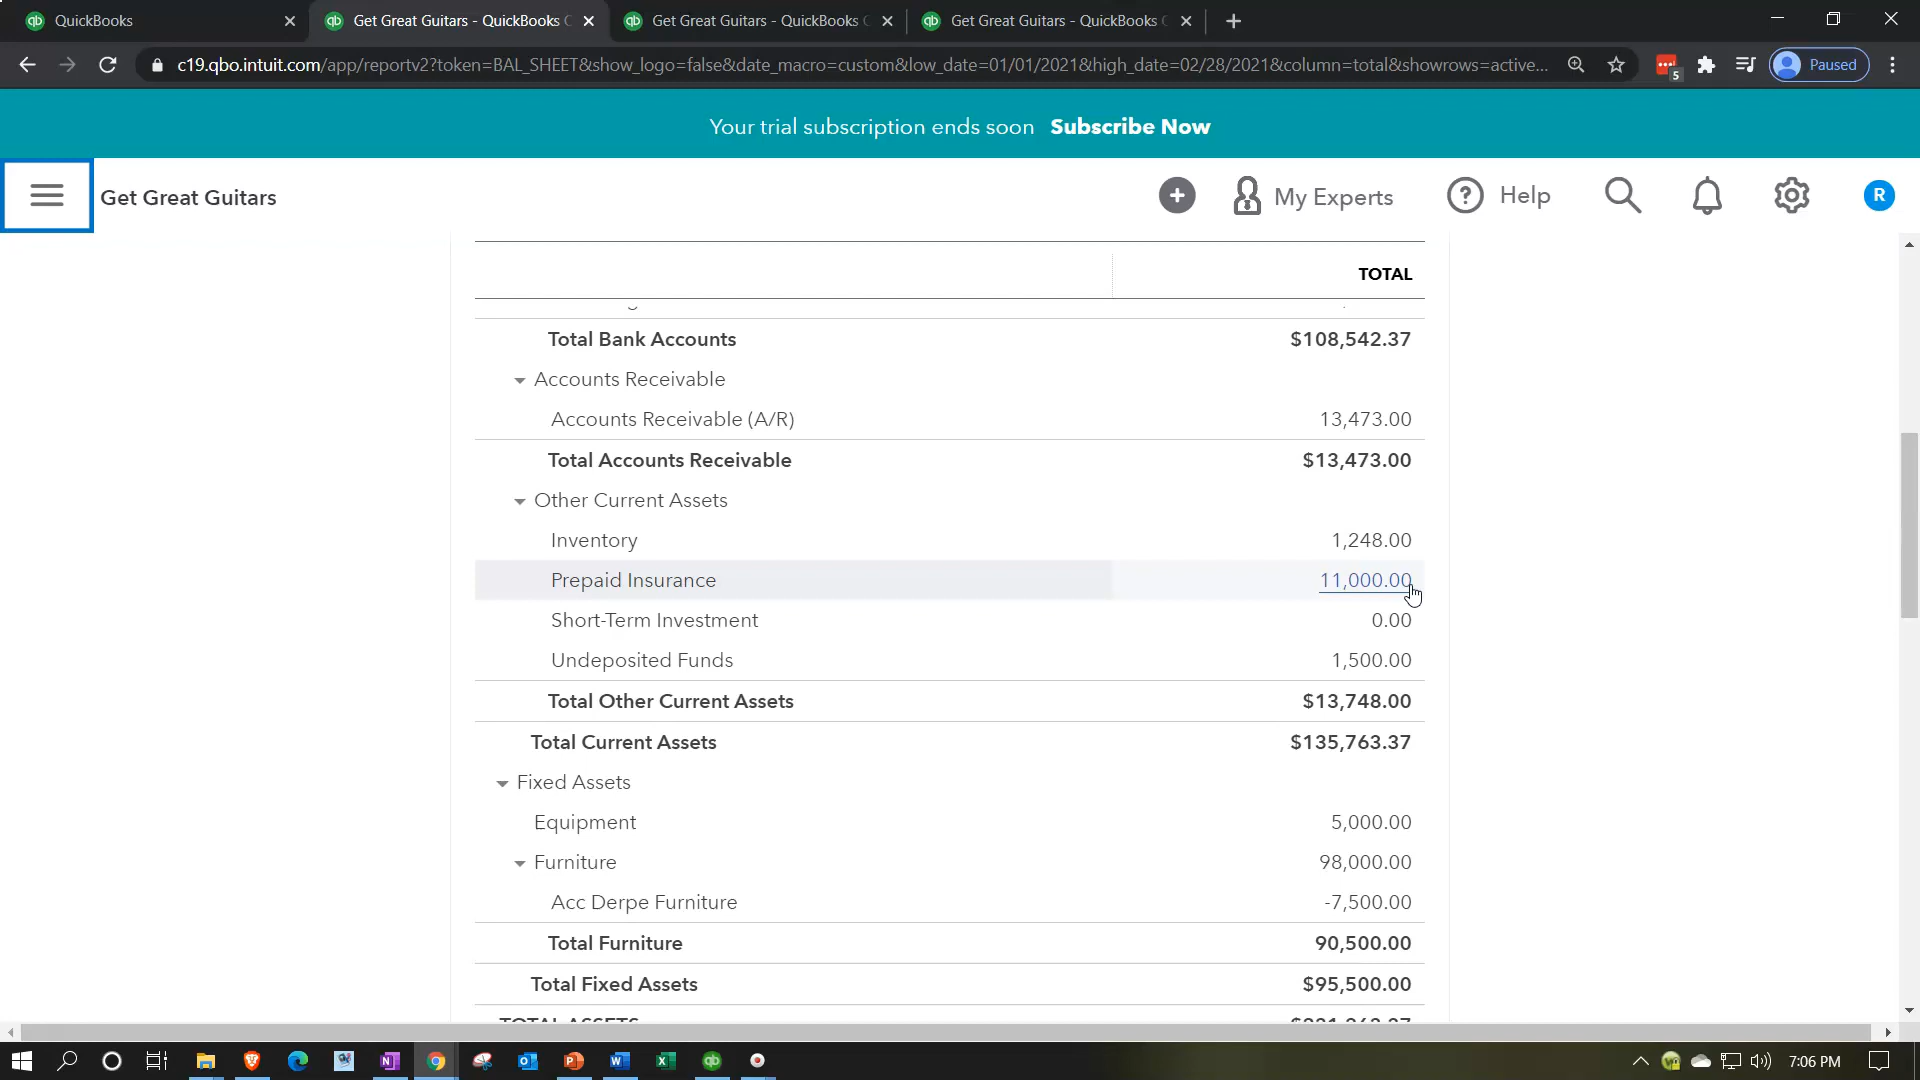 QuickBooks
Get Great Guitars - QuickBooks
Get Great Guitars - QuickBooks
Get Great Guitars - QuickBooks
c19.qbo.intuit.com/app/reportv2?token=BAL_SHEET&show_logo=false&date_macro=custom&low_date=01/01/2021&high_date=02/28/2021&column=total&showrows=active...
5
Paused
Your trial subscription ends soon Subscribe Now
Get Great Guitars
My Experts
Help
R
TOTAL
Total Bank Accounts $108,542.37
Accounts Receivable
Accounts Receivable (A/R) 13,473.00
Total Accounts Receivable $13,473.00
Other Current Assets
Inventory 1,248.00
Prepaid Insurance 11,000.00
Short-Term Investment 0.00
Undeposited Funds 1,500.00
Total Other Current Assets $13,748.00
Total Current Assets $135,763.37
Fixed Assets
Equipment 5,000.00
Furniture 98,000.00
Acc Derpe Furniture -7,500.00
Total Furniture 90,500.00
Total Fixed Assets $95,500.00
TOTAL ASSETS
7:06 PM